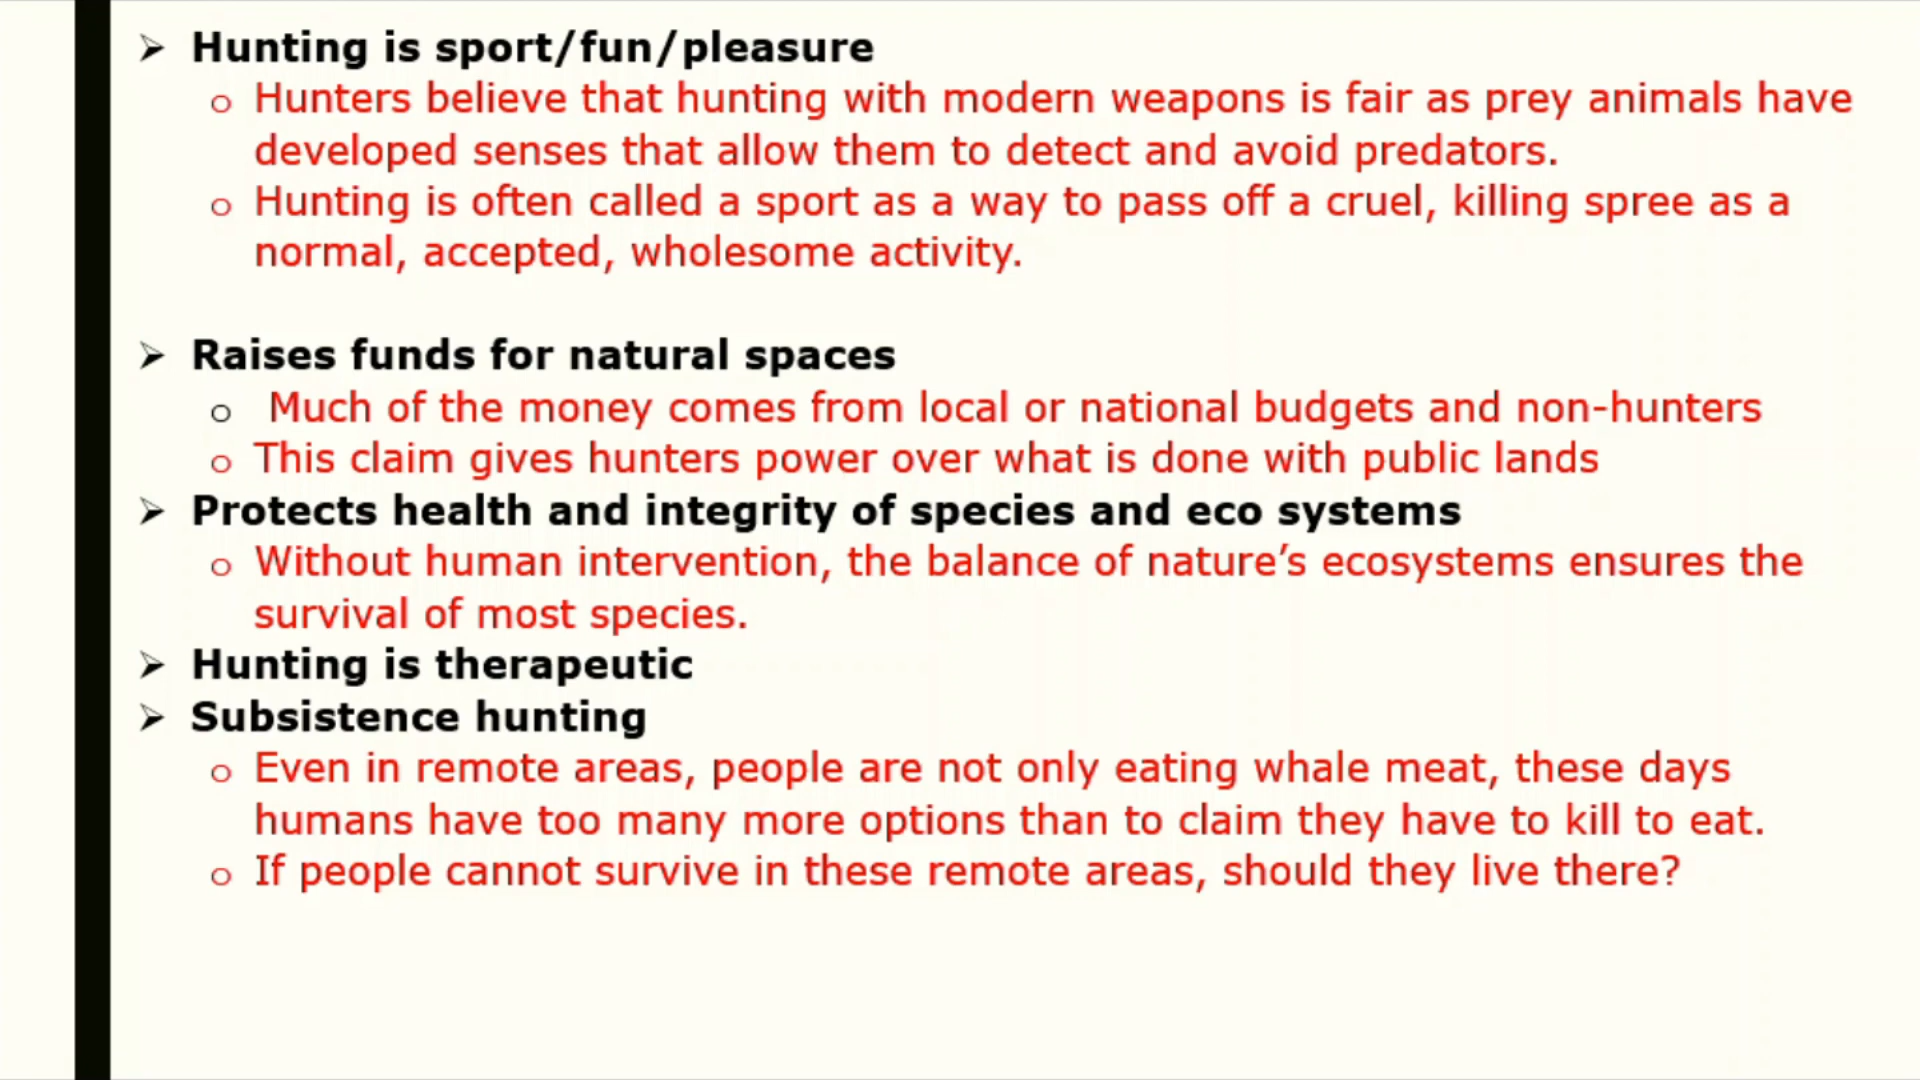 ➢ Hunting is sport/fun/pleasure
o Hunters believe that hunting with modern weapons is fair as prey animals have
developed senses that allow them to detect and avoid predators.
o Hunting is often called a sport as a way to pass off a cruel, killing spree as a
normal, accepted, wholesome activity.
➢ Raises funds for natural spaces
o Much of the money comes from local or national budgets and non-hunters
o This claim gives hunters power over what is done with public lands
➢ Protects health and integrity of species and eco systems
o Without human intervention, the balance of nature’s ecosystems ensures the
survival of most species.
➢ Hunting is therapeutic
➢ Subsistence hunting
o Even in remote areas, people are not only eating whale meat, these days
humans have too many more options than to claim they have to kill to eat.
o If people cannot survive in these remote areas, should they live there?